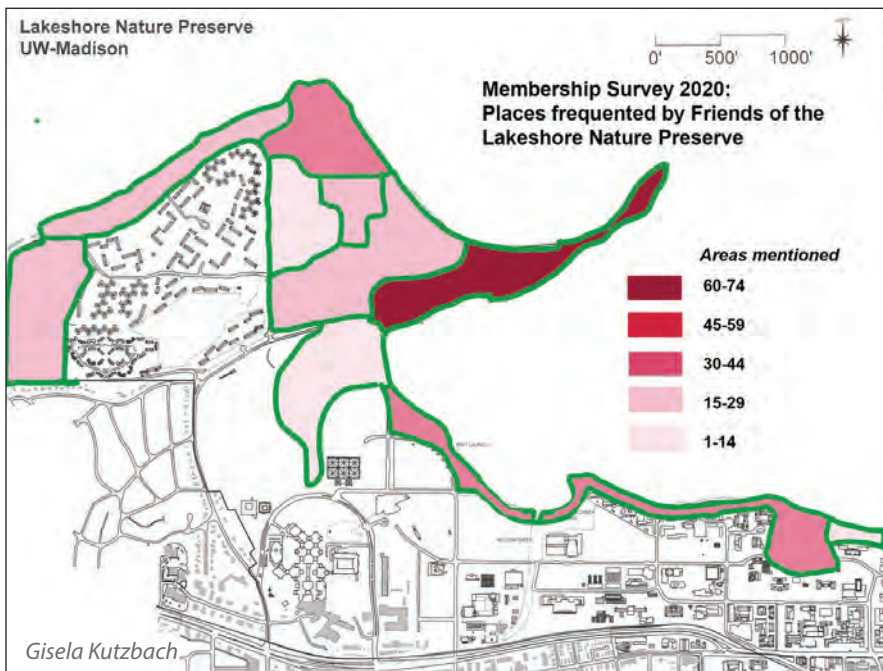 Lakeshore Nature Preserve
UW-Madison
0' 500' 1000'
Membership Survey 2020:
Places frequented by Friends of the
Lakeshore Nature Preserve
Areas mentioned
60-74
45-59
30-44
15-29
1-14
Gisela Kutzbach